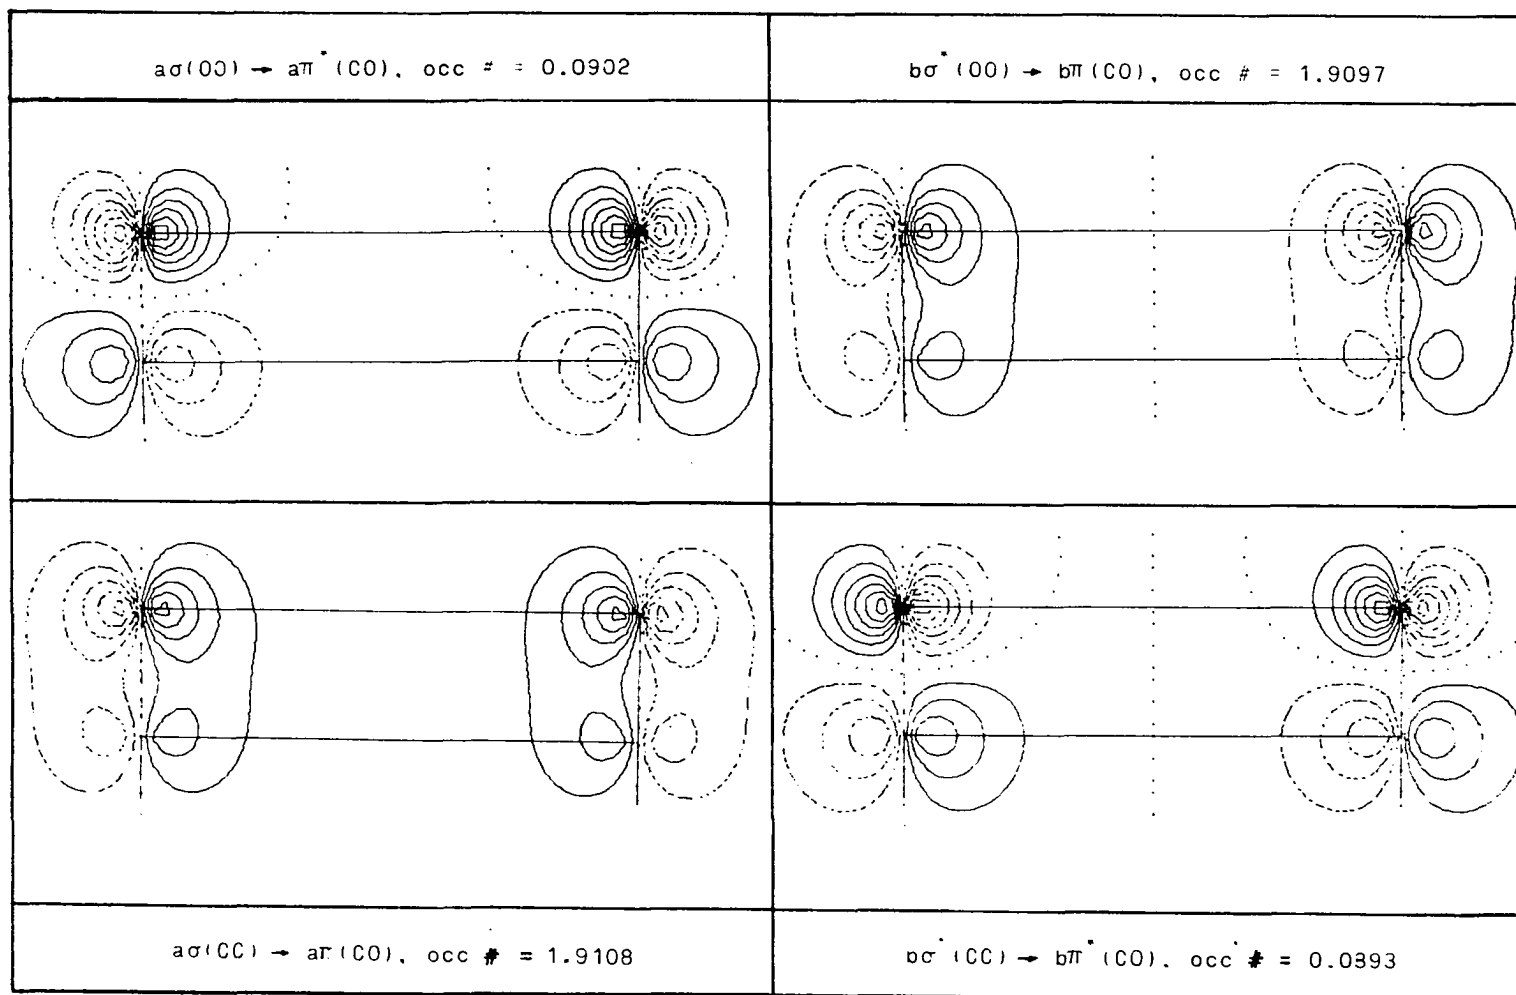 aσ(OO) → aπ*(CO), occ # = 0.0902
bσ*(OO) → bπ(CO), occ # = 1.9097
aσ(CC) → aπ(CO), occ # = 1.9108
bσ*(CC) → bπ*(CO), occ # = 0.0893